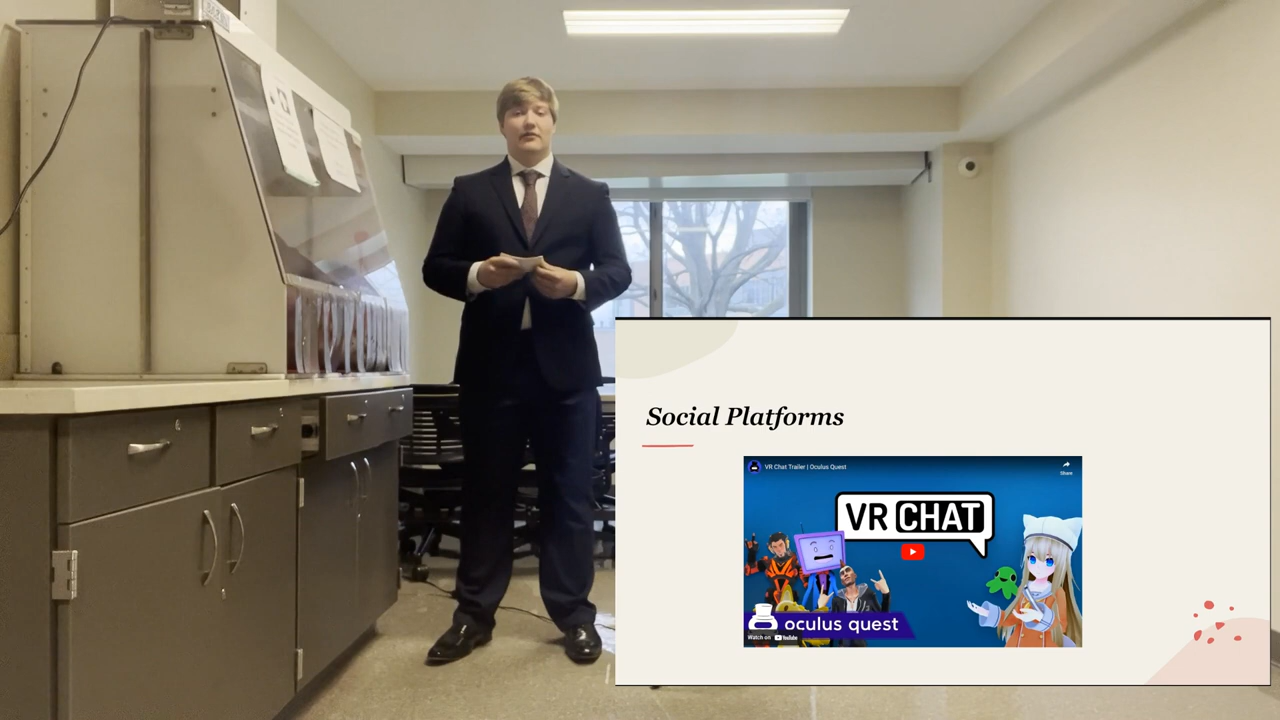 Social Platforms
VR Chat Trailer | Oculus Quest
Share
VR CHAT
oculus quest
Watch on YouTube